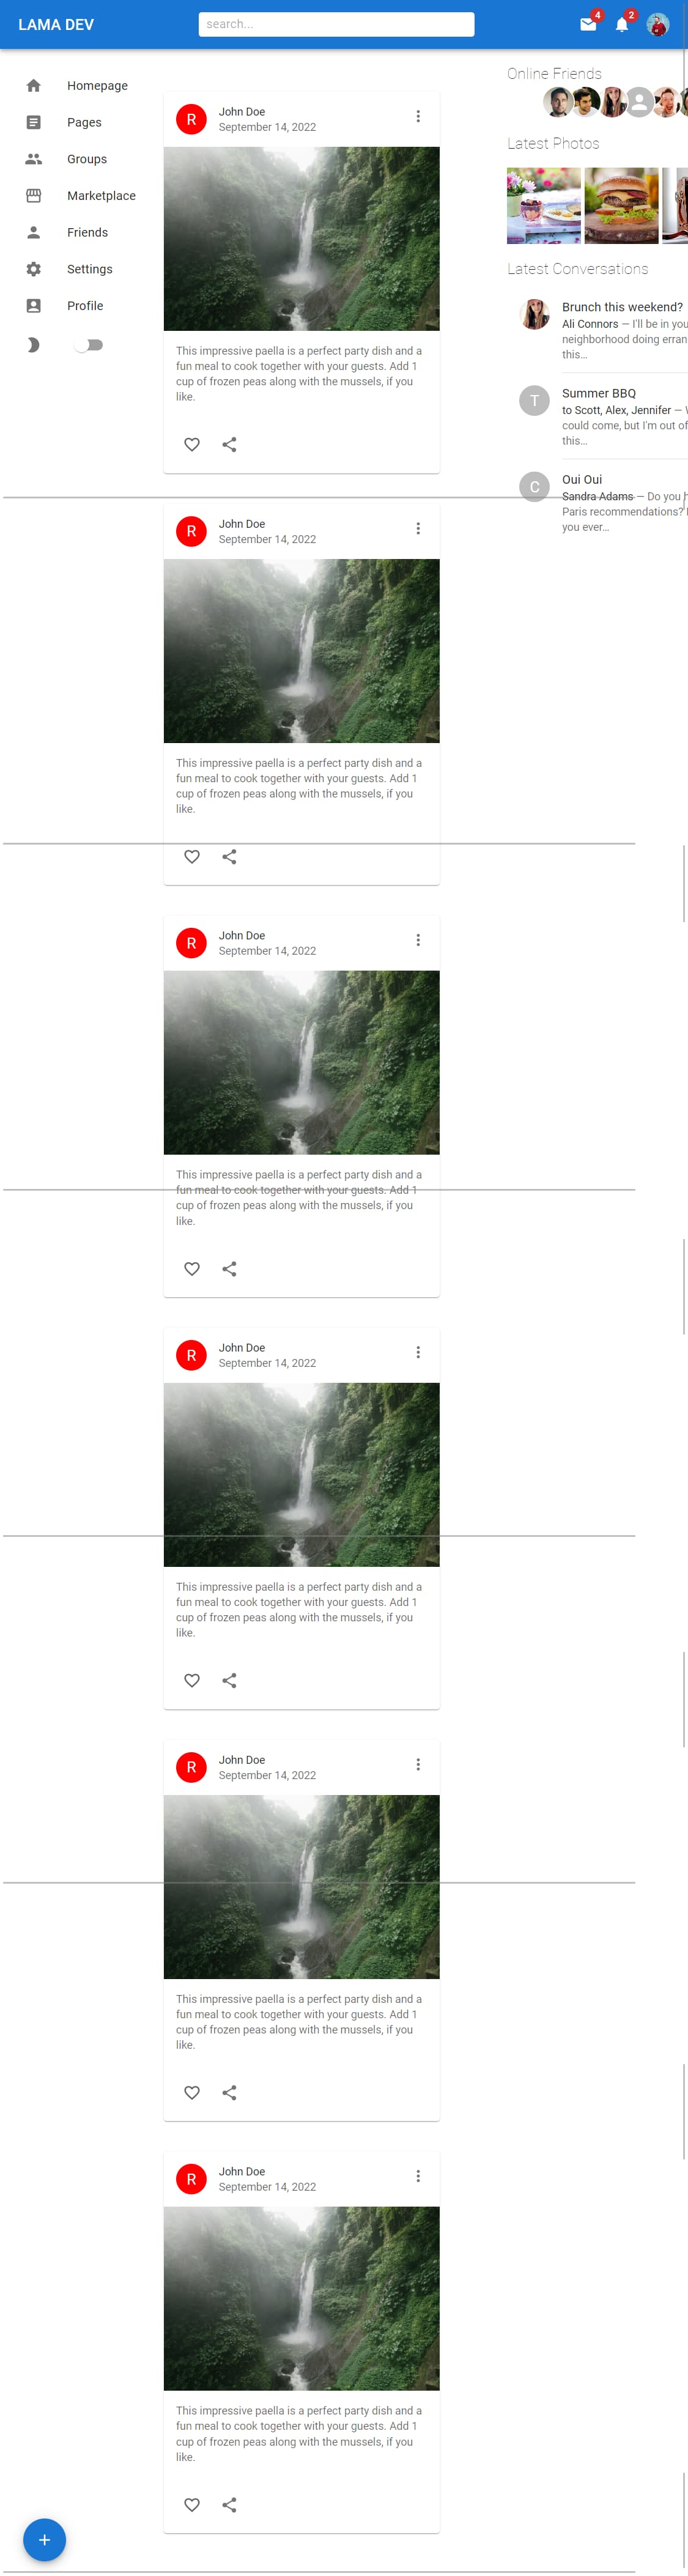 LAMA DEV
search...
4
2
Homepage
Pages
Groups
Marketplace
Friends
Settings
Profile
R
John Doe
September 14, 2022
This impressive paella is a perfect party dish and a
fun meal to cook together with your guests. Add 1
cup of frozen peas along with the mussels, if you
like.
Online Friends
Latest Photos
Latest Conversations
Brunch this weekend?
Ali Connors — I'll be in you
neighborhood doing erran
this…
T
Summer BBQ
to Scott, Alex, Jennifer —
could come, but I'm out of
this…
C
Oui Oui
Sandra Adams — Do you h
Paris recommendations?
you ever…
R
John Doe
September 14, 2022
This impressive paella is a perfect party dish and a
fun meal to cook together with your guests. Add 1
cup of frozen peas along with the mussels, if you
like.
R
John Doe
September 14, 2022
This impressive paella is a perfect party dish and a
fun meal to cook together with your guests. Add 1
cup of frozen peas along with the mussels, if you
like.
R
John Doe
September 14, 2022
This impressive paella is a perfect party dish and a
fun meal to cook together with your guests. Add 1
cup of frozen peas along with the mussels, if you
like.
R
John Doe
September 14, 2022
This impressive paella is a perfect party dish and a
fun meal to cook together with your guests. Add 1
cup of frozen peas along with the mussels, if you
like.
R
John Doe
September 14, 2022
This impressive paella is a perfect party dish and a
fun meal to cook together with your guests. Add 1
cup of frozen peas along with the mussels, if you
like.
+